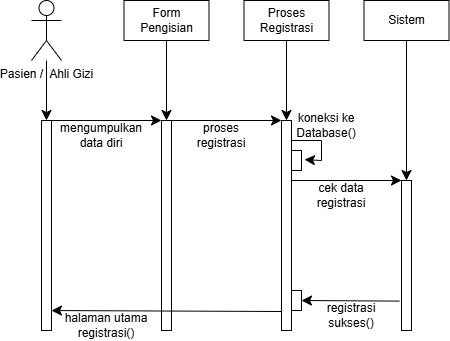 Form
Pengisian
Proses
Registrasi
Sistem
Pasien / Ahli Gizi
mengumpulkan
data diri
proses
registrasi
koneksi ke
Database()
cek data
registrasi
registrasi
sukses()
halaman utama
registrasi()